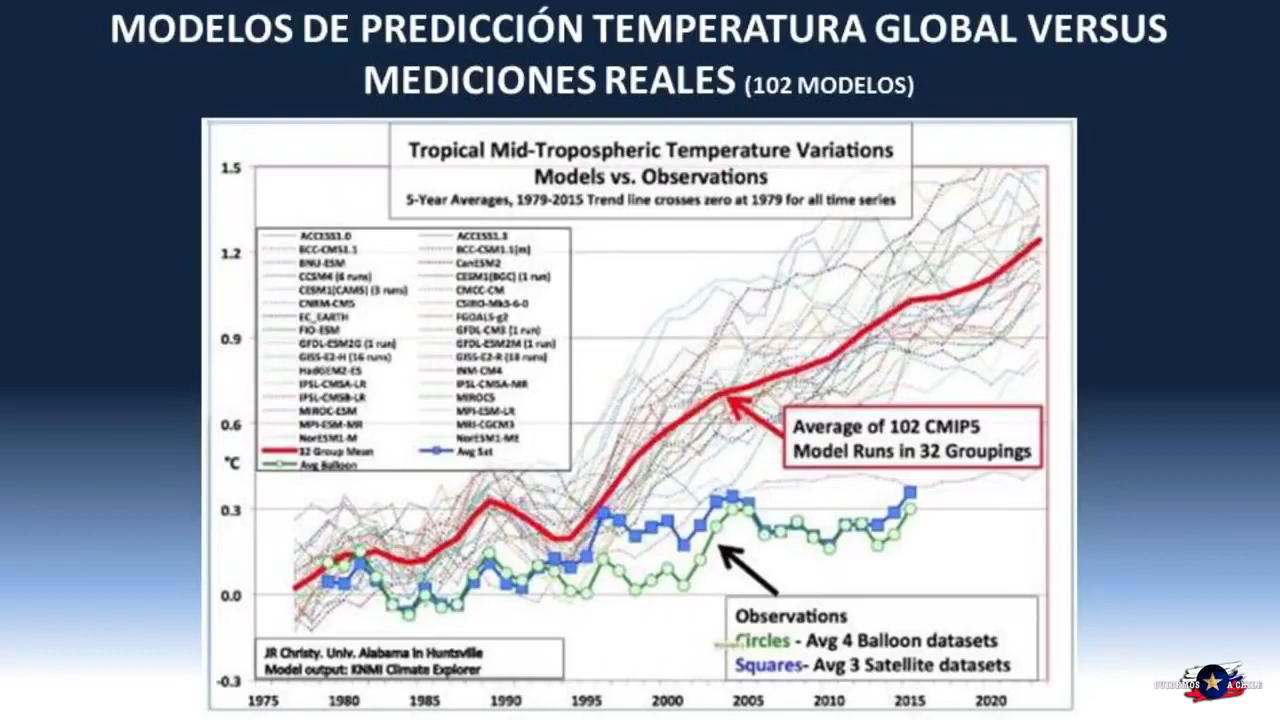 MODELOS DE PREDICCIÓN TEMPERATURA GLOBAL VERSUS
MEDICIONES REALES (102 MODELOS)
Tropical Mid-Tropospheric Temperature Variations
Models vs. Observations
5-Year Averages, 1979-2015 Trend line crosses zero at 1979 for all time series
1.5
1.2
0.9
0.6
°C
0.3
0.0
-0.3
ACCESS1.0 ACCESS1.3
BCC-CMS1.1 BCC-CSM1.1(m)
BNU-ESM CanESM2
CCSM4 (6 runs) CESM1(BGC) (1 run)
CESM1(CAM5) (3 runs) CMCC-CM
CNRM-CM5 CSIRO-Mk3-6-0
EC_EARTH FGOALS-g2
FIO-ESM GFDL-CM3 (1 run)
GFDL-ESM2G (1 run) GFDL-ESM2M (1 run)
GISS-E2-H (16 runs) GISS-E2-R (18 runs)
HadGEM2-ES INM-CM4
IPSL-CM5A-LR IPSL-CM5A-MR
IPSL-CM5B-LR MIROC5
MIROC-ESM MPI-ESM-LR
MPI-ESM-MR MRI-CGCM3
NorESM1-M NorESM1-ME
32 Group Mean Avg Sat
Avg Balloon
Average of 102 CMIP5
Model Runs in 32 Groupings
Observations
Circles - Avg 4 Balloon datasets
Squares- Avg 3 Satellite datasets
JR Christy. Univ. Alabama in Huntsville
Model output: KNMI Climate Explorer
1975 1980 1985 1990 1995 2000 2005 2010 2015 2020
A CHILE